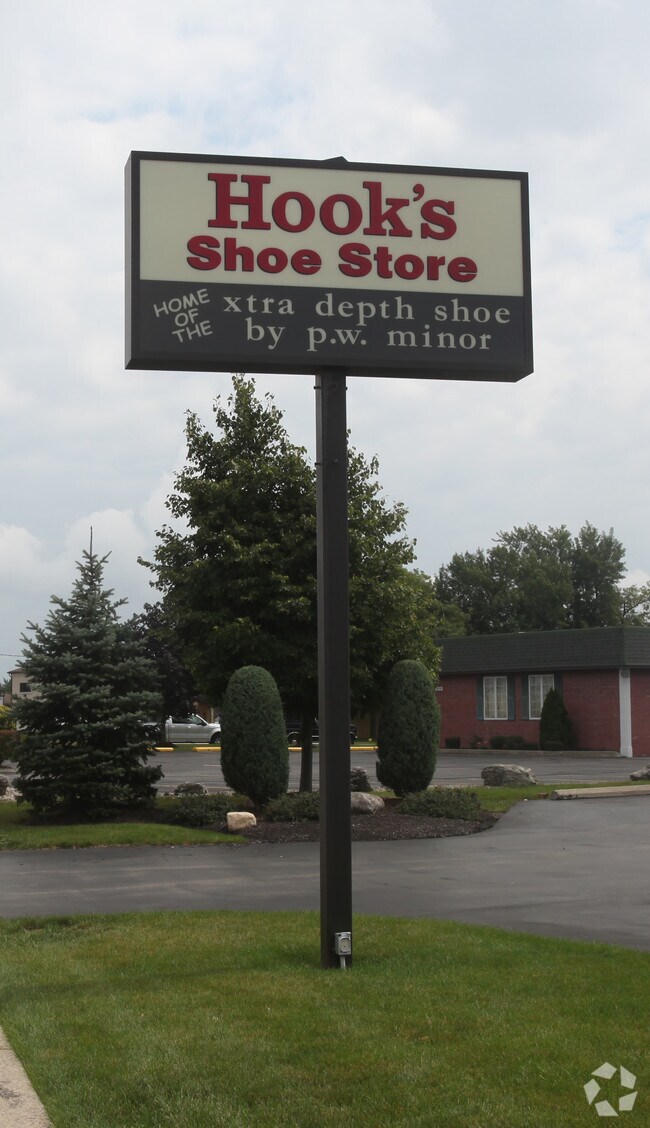 Hook's
Shoe Store
HOME
OF
THE
xtra depth shoe
by p.w. minor